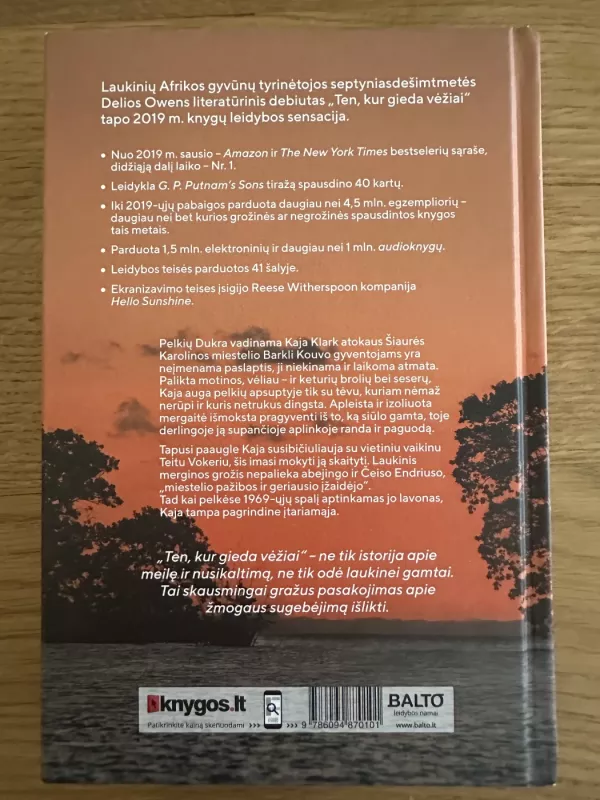 Laukinių Afrikos gyvūnų tyrinėtojos septyniasdešimtmetės
Delios Owens literatūrinis debiutas „Ten, kur gieda vėžiai“
tapo 2019 m. knygų leidybos sensacija.
• Nuo 2019 m. sausio – Amazon ir The New York Times bestselerių sąraše,
didžiąją dalį laiko – Nr. 1.
• Leidykla G. P. Putnam's Sons tiražą spausdino 40 kartų.
• Iki 2019-ųjų pabaigos parduota daugiau nei 4,5 mln. egzempliorių –
daugiau nei bet kurios grožinės ar negrožinės spausdintos knygos
tais metais.
• Parduota 1,5 mln. elektroninių ir daugiau nei 1 mln. audioknygų.
• Leidybos teisės parduotos 41 šalyje.
• Ekranizavimo teises įsigijo Reese Witherspoon kompanija
Hello Sunshine.
Pelkių Dukra vadinama Kaja Klark atokaus Šiaurės
Karolinos miestelio Barkli Kouvo gyventojams yra
neįmenama paslaptis, ji niekinama ir laikoma atmata.
Palikta motinos, vėliau – ir keturių brolių bei seserų,
Kaja auga pelkių apsuptyje tik su tėvu, kuriam nėmaž
nerūpi ir kuris netrukus dingsta. Apleista ir izoliuota
mergaitė išmoksta pragyventi iš to, ką siūlo gamta, toje
derlingoje ją supančioje aplinkoje randa ir paguodą.
Tapusi paaugle Kaja susibičiuliauja su vietiniu vaikinu
Teitu Vokeriu, šis imasi mokyti ją skaityti. Laukinis
merginos grožis nepalieka abejingo ir Čeiso Endriuso,
„miestelio pažibos ir geriausio įžaidėjo“.
Tad kai pelkėse 1969-ųjų spalį aptinkamas jo lavonas,
Kaja tampa pagrindine įtariamąja.
„Ten, kur gieda vėžiai“ – ne tik istorija apie
meilę ir nusikaltimą, ne tik odė laukinei gamtai.
Tai skausmingai gražus pasakojimas apie
žmogaus sugebėjimą išlikti.
knygos.lt
Patikrinkite kainą skenuodami >>> >>>
9 786094 870101
BALTO
leidybos namai
www.balto.lt